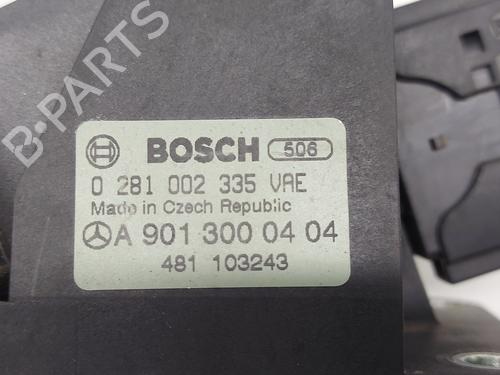 BOSCH 506
0 281 002 335 VAE
Made in Czech Republic
A 901 300 04 04
481 103243
B-PARTS